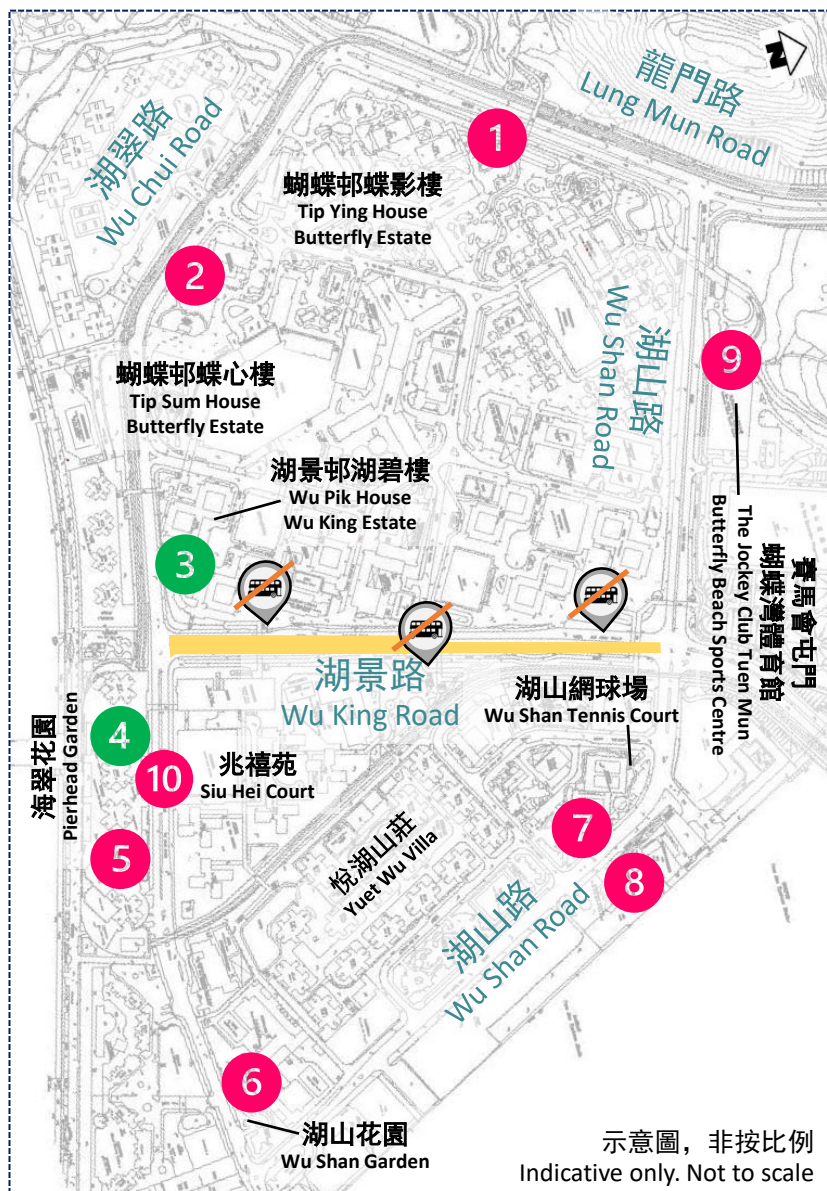 N
龍門路
Lung Mun Road
1
湖翠路
Wu Chui Road
蝴蝶邨蝶影樓
Tip Ying House
Butterfly Estate
2
湖山路
Wu Shan Road
9
蝴蝶邨蝶心樓
Tip Sum House
Butterfly Estate
湖景邨湖碧樓
Wu Pik House
Wu King Estate
賽馬會屯門
蝴蝶灣體育館
The Jockey Club Tuen Mun
Butterfly Beach Sports Centre
3
湖景路
Wu King Road
湖山網球場
Wu Shan Tennis Court
4
海翠花園
Pierhead Garden
10
兆禧苑
Siu Hei Court
5
7
悅湖山莊
Yuet Wu Villa
8
湖山路
Wu Shan Road
6
湖山花園
Wu Shan Garden
示意圖，非按比例
Indicative only. Not to scale